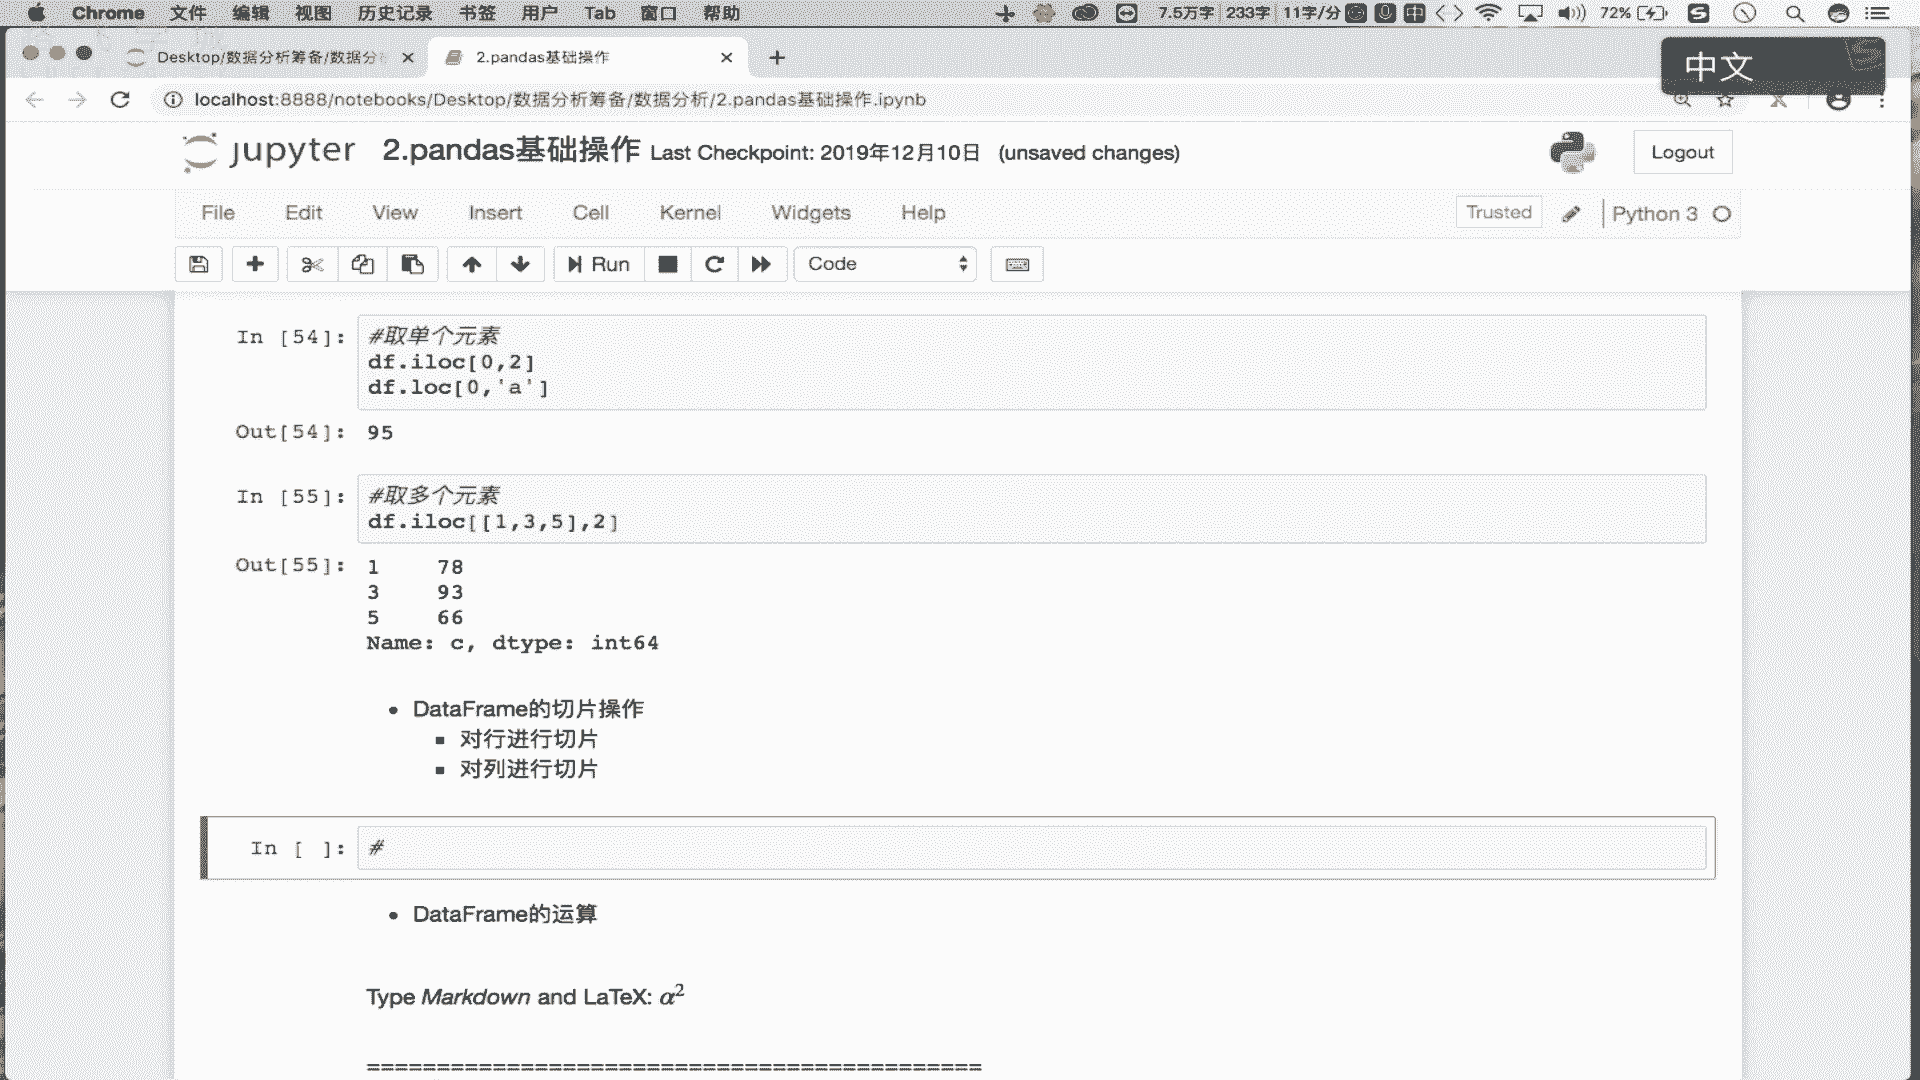 Chrome 文件 编辑 视图 历史记录 书签 用户 Tab 窗口 帮助 7.5万字 233字 11字/分 中 72%
Desktop/数据分析筹备/数据分 2.pandas基础操作
中文
localhost:8888/notebooks/Desktop/数据分析筹备/数据分析/2.pandas基础操作.ipynb
jupyter 2.pandas基础操作 Last Checkpoint: 2019年12月10日 (unsaved changes) Logout
File Edit View Insert Cell Kernel Widgets Help Trusted Python 3
Run Code
In [54]: #取单个元素
df.iloc[0,2]
df.loc[0,'a']
Out[54]: 95
In [55]: #取多个元素
df.iloc[[1,3,5],2]
Out[55]: 1 78
3 93
5 66
Name: c, dtype: int64
DataFrame的切片操作
对行进行切片
对列进行切片
In [ ]: #
DataFrame的运算
Type Markdown and LaTeX: α²
============================================